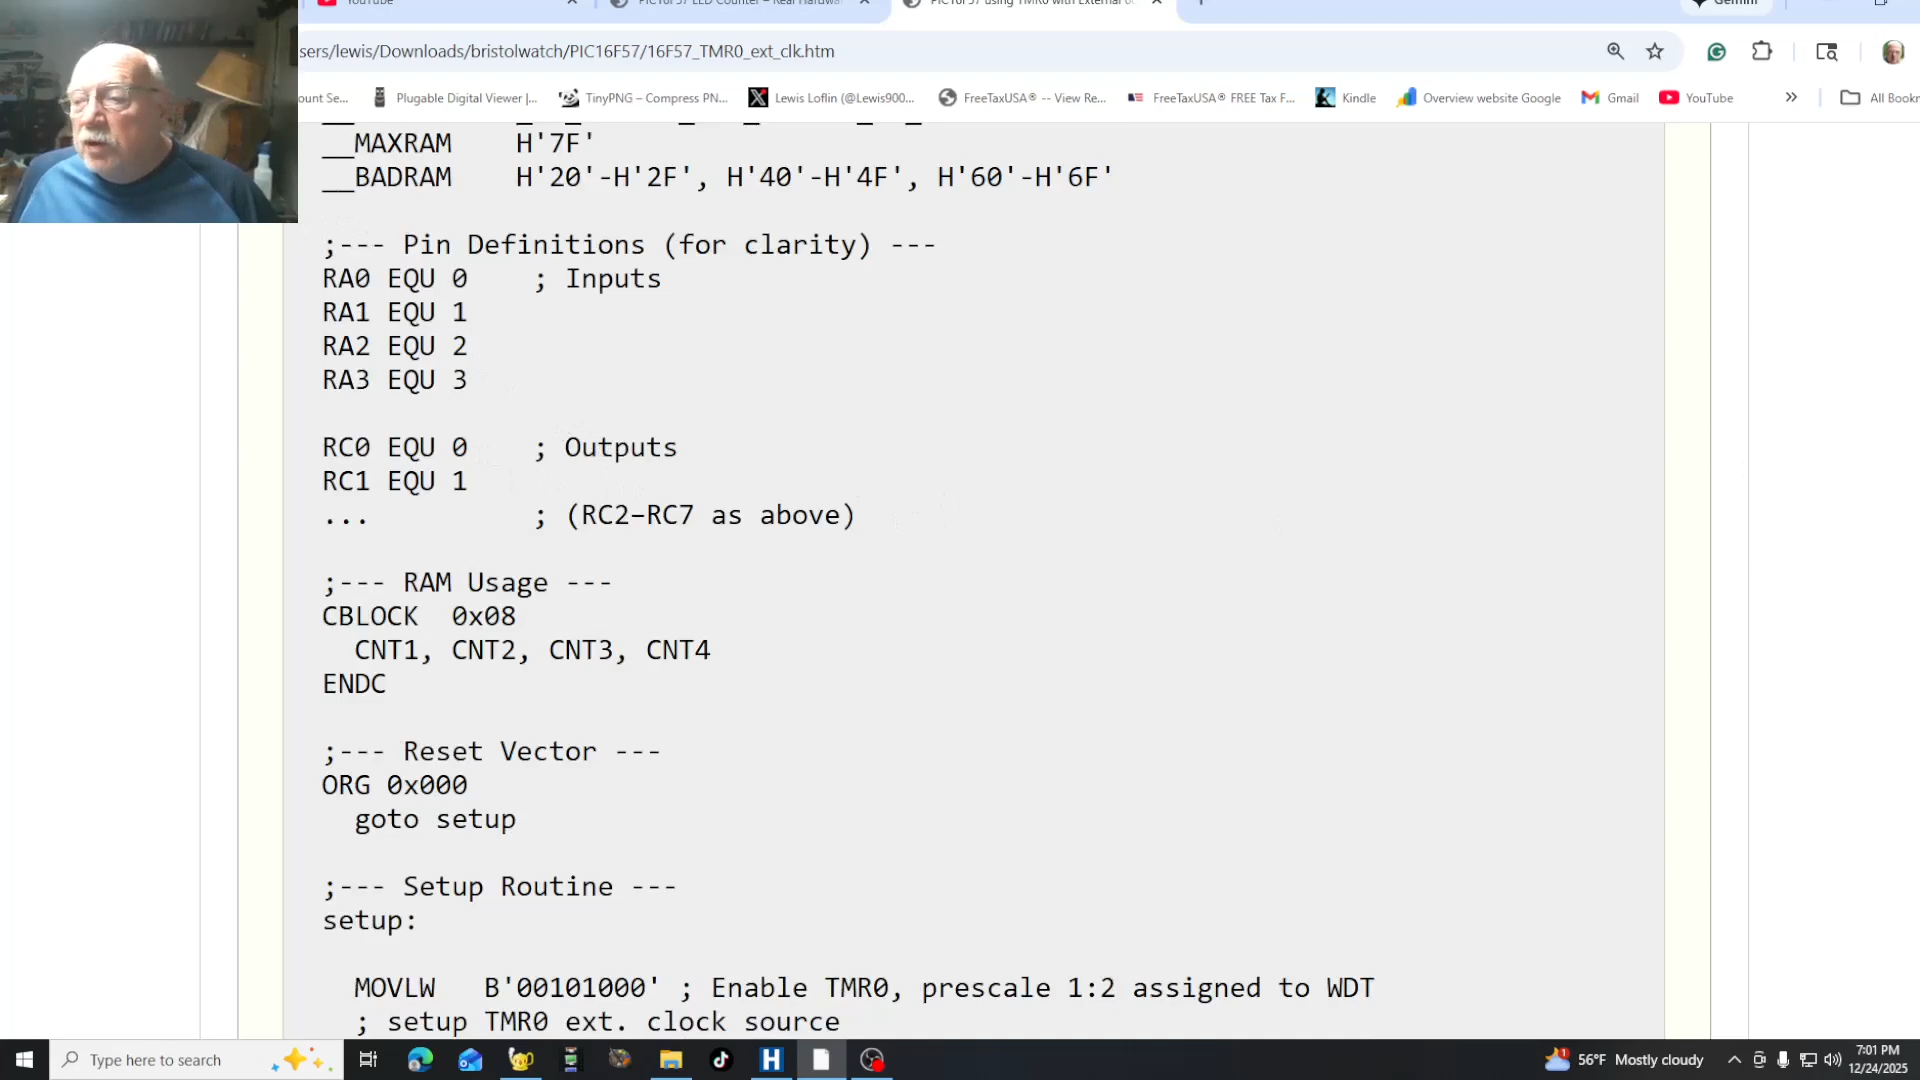 YouTube
sers/lewis/Downloads/bristolwatch/PIC16F57/16F57_TMR0_ext_clk.htm
ount Se...
Plugable Digital Viewer |...
TinyPNG – Compress PN...
Lewis Loflin (@Lewis900...
FreeTaxUSA® -- View Re...
FreeTaxUSA® FREE Tax F...
Kindle
Overview website Google
Gmail
YouTube
»
All Bookn
__MAXRAM H'7F'
__BADRAM H'20'-H'2F', H'40'-H'4F', H'60'-H'6F'
;--- Pin Definitions (for clarity) ---
RA0 EQU 0 ; Inputs
RA1 EQU 1
RA2 EQU 2
RA3 EQU 3
RC0 EQU 0 ; Outputs
RC1 EQU 1
... ; (RC2–RC7 as above)
;--- RAM Usage ---
CBLOCK 0x08
CNT1, CNT2, CNT3, CNT4
ENDC
;--- Reset Vector ---
ORG 0x000
goto setup
;--- Setup Routine ---
setup:
MOVLW B'00101000' ; Enable TMR0, prescale 1:2 assigned to WDT
; setup TMR0 ext. clock source
Type here to search
56°F Mostly cloudy
7:01 PM
12/24/2025